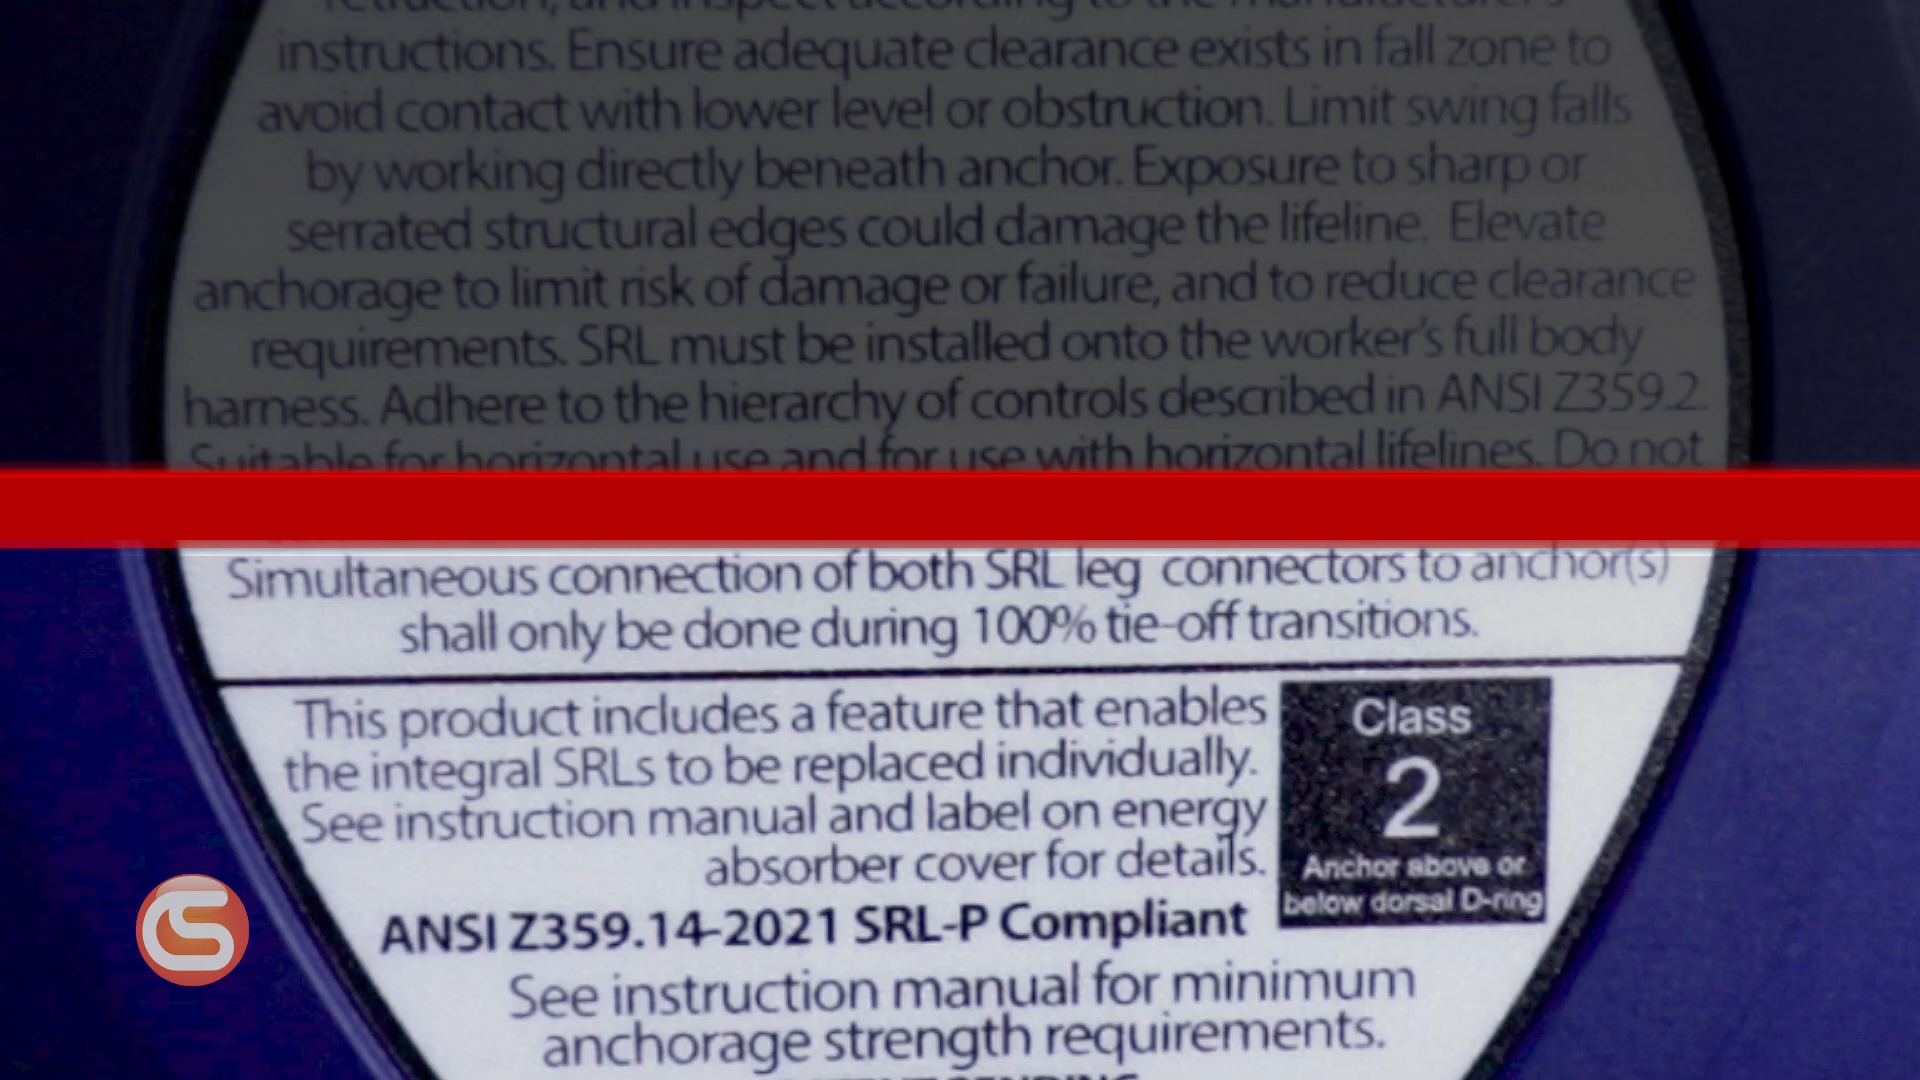 retraction, and inspect according to the manufacturer's
instructions. Ensure adequate clearance exists in fall zone to
avoid contact with lower level or obstruction. Limit swing falls
by working directly beneath anchor. Exposure to sharp or
serrated structural edges could damage the lifeline. Elevate
anchorage to limit risk of damage or failure, and to reduce clearance
requirements. SRL must be installed onto the worker's full body
harness. Adhere to the hierarchy of controls described in ANSI Z359.2.
Suitable for horizontal use and for use with horizontal lifelines. Do not
Simultaneous connection of both SRL leg connectors to anchor(s)
shall only be done during 100% tie-off transitions.
This product includes a feature that enables
the integral SRLs to be replaced individually.
See instruction manual and label on energy
absorber cover for details.
Class
2
Anchor above or
below dorsal D-ring
ANSI Z359.14-2021 SRL-P Compliant
See instruction manual for minimum
anchorage strength requirements.